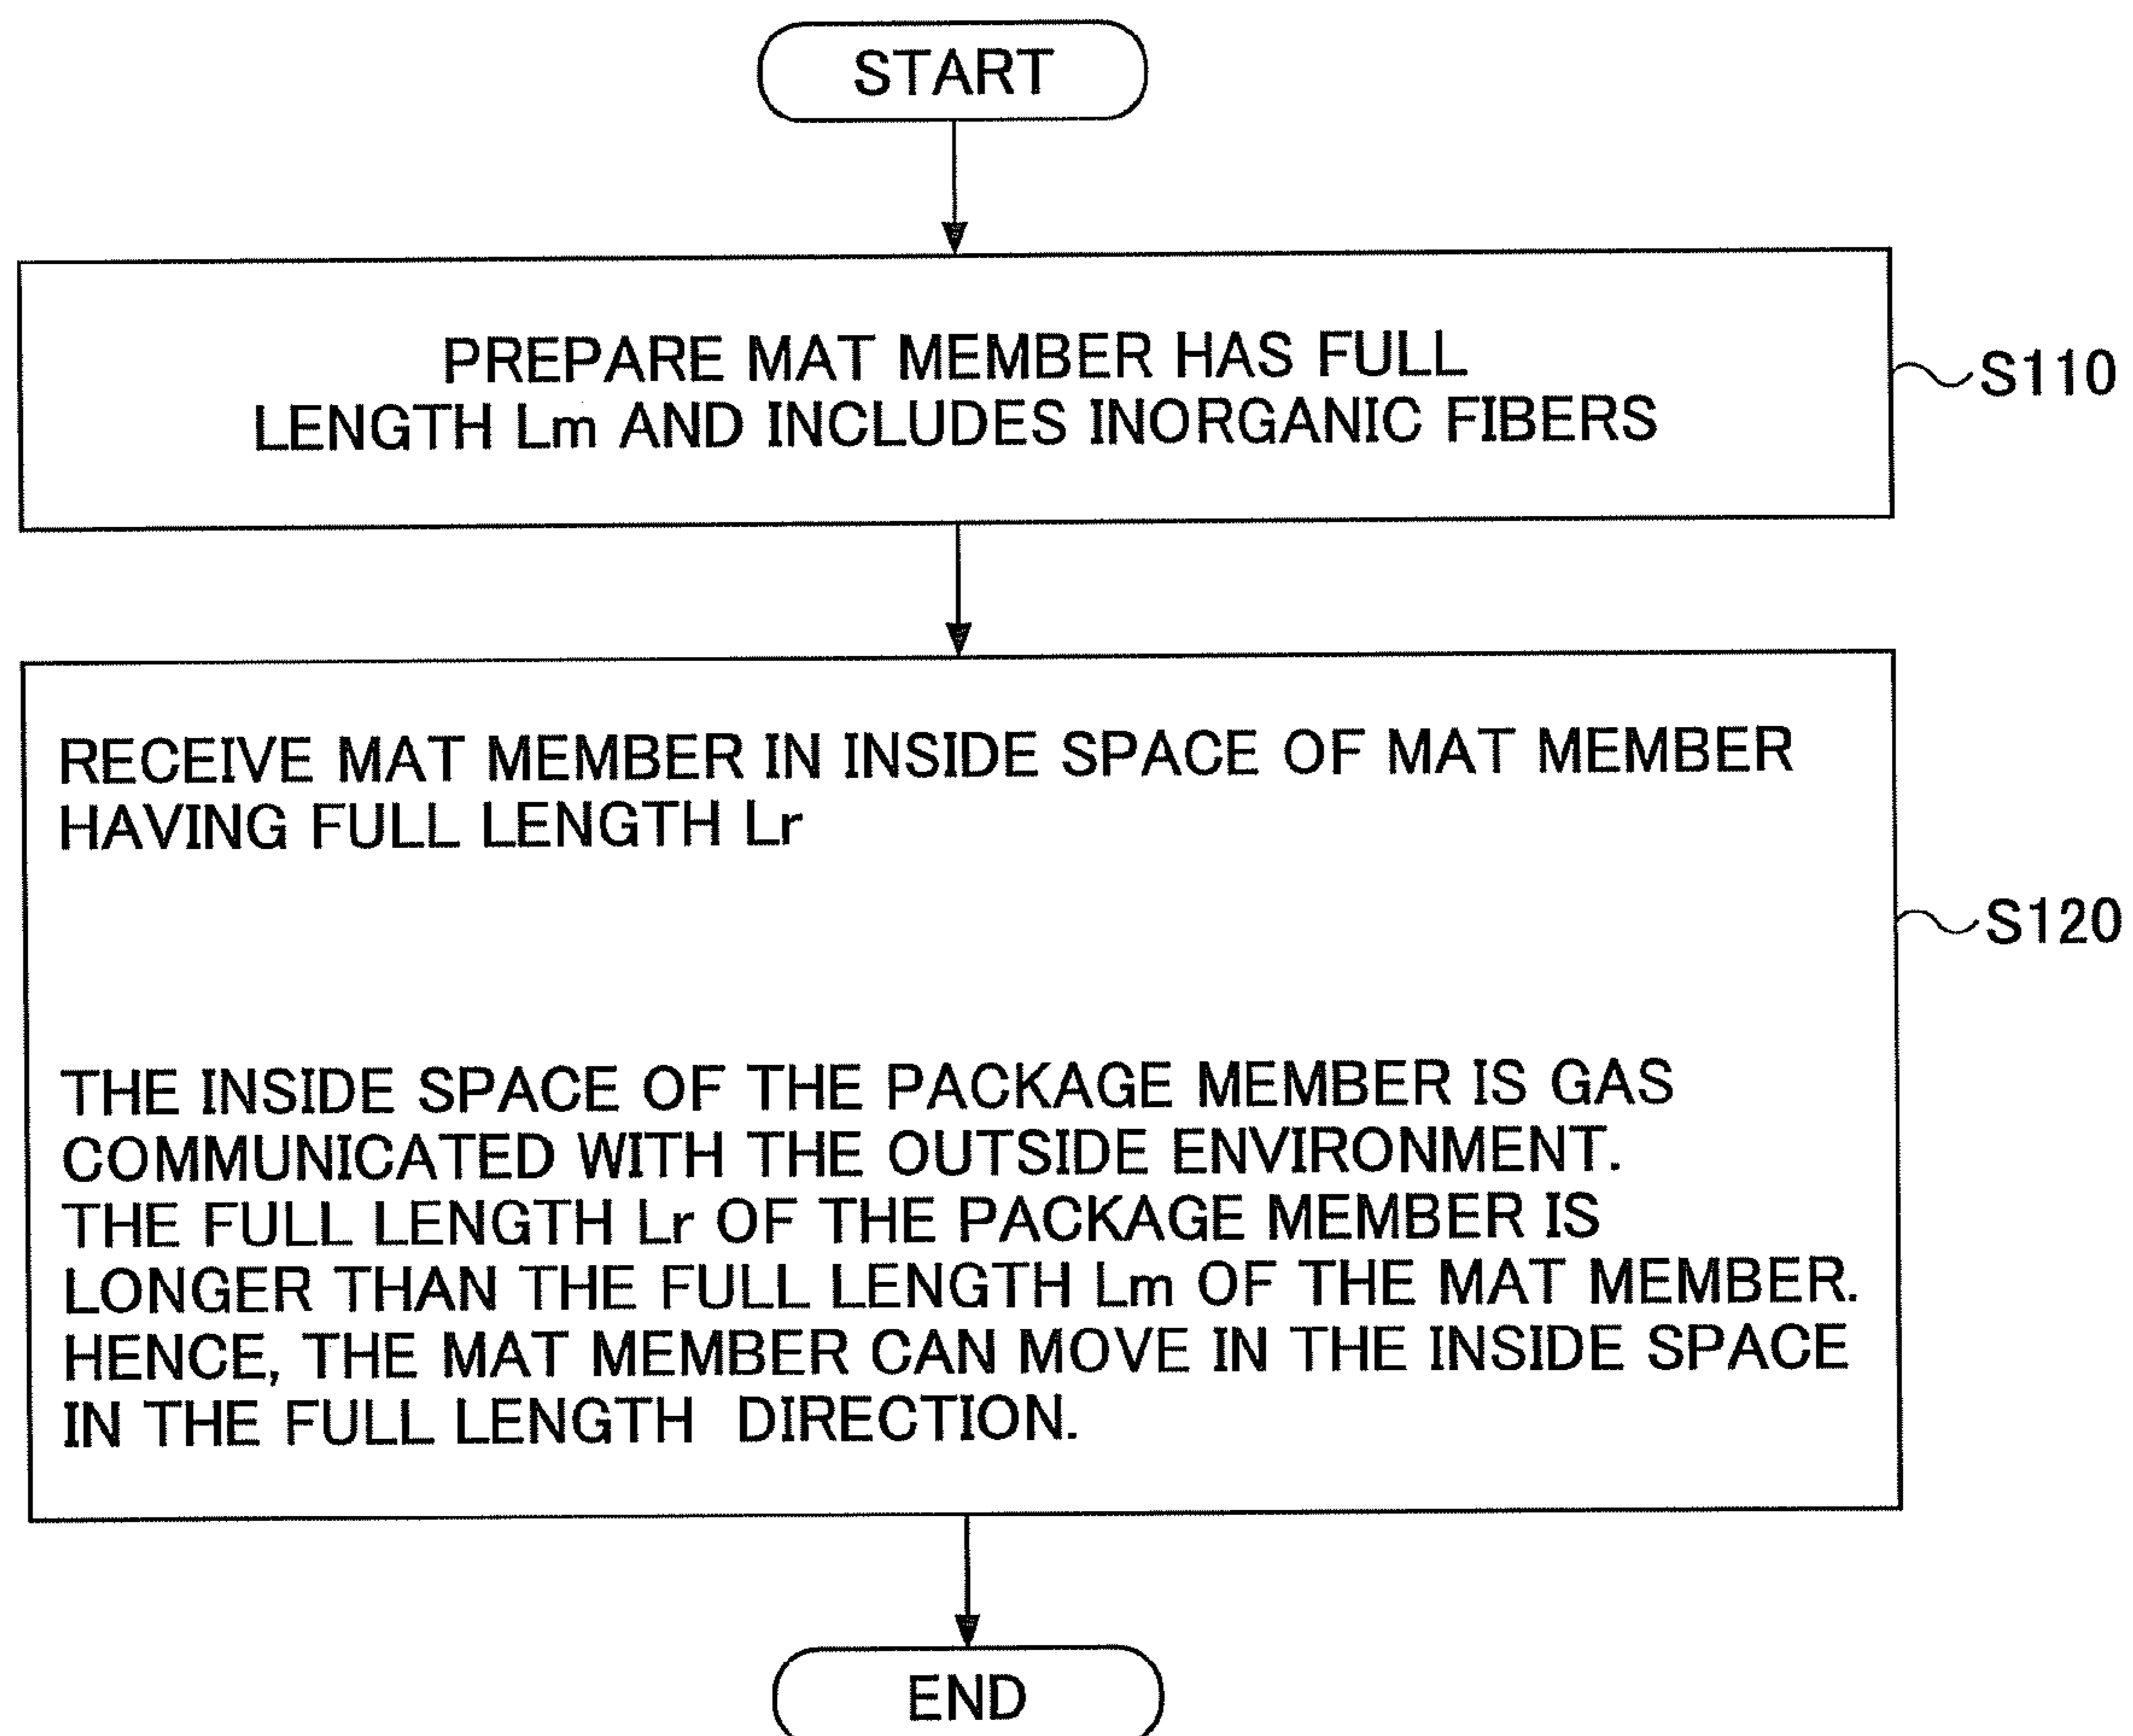 START
PREPARE MAT MEMBER HAS FULL
LENGTH Lm AND INCLUDES INORGANIC FIBERS
S110
RECEIVE MAT MEMBER IN INSIDE SPACE OF MAT MEMBER
HAVING FULL LENGTH Lr
S120
THE INSIDE SPACE OF THE PACKAGE MEMBER IS GAS
COMMUNICATED WITH THE OUTSIDE ENVIRONMENT.
THE FULL LENGTH Lr OF THE PACKAGE MEMBER IS
LONGER THAN THE FULL LENGTH Lm OF THE MAT MEMBER.
HENCE, THE MAT MEMBER CAN MOVE IN THE INSIDE SPACE
IN THE FULL LENGTH DIRECTION.
END